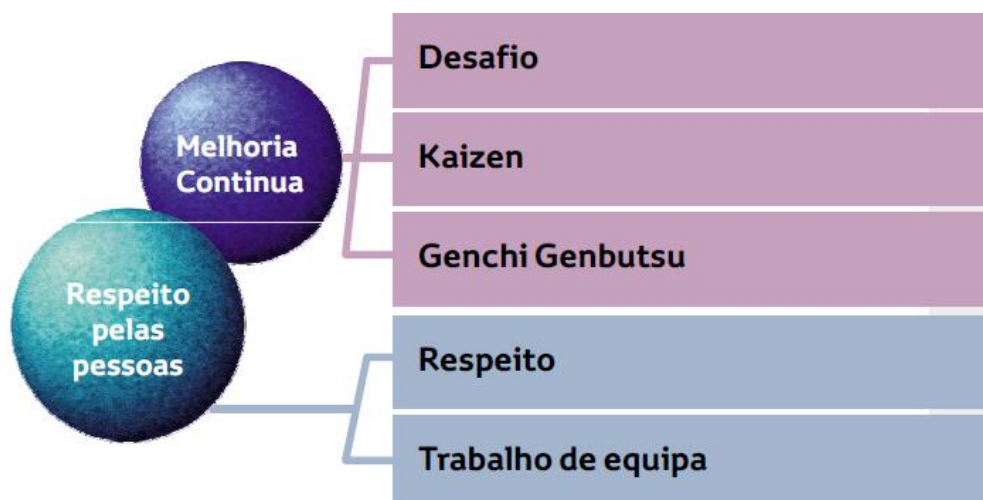 Melhoria
Continua
Desafio
Kaizen
Genchi Genbutsu
Respeito
pelas
pessoas
Respeito
Trabalho de equipa